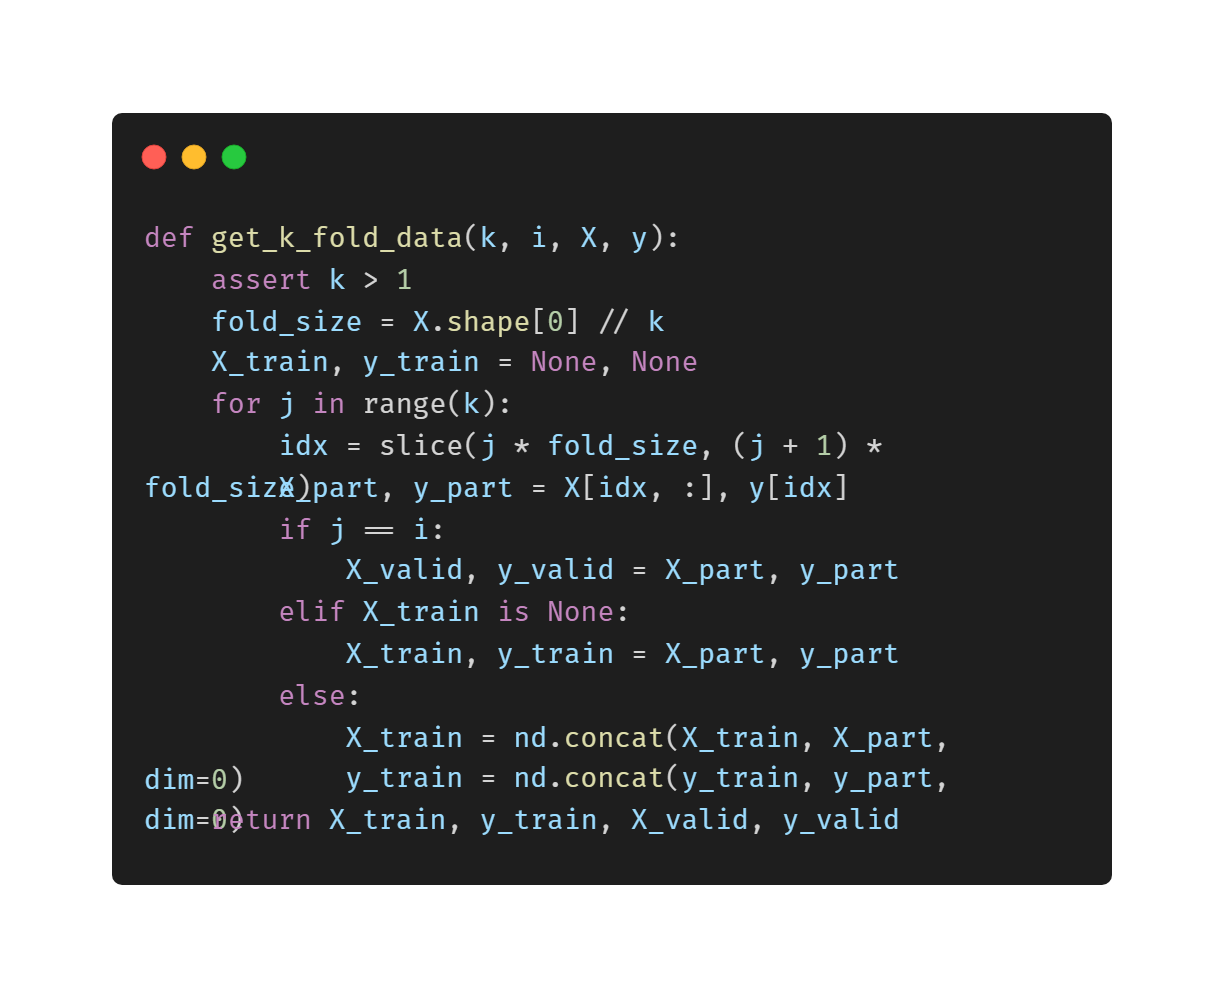 def get_k_fold_data(k, i, X, y):
    assert k > 1
    fold_size = X.shape[0] // k
    X_train, y_train = None, None
    for j in range(k):
        idx = slice(j * fold_size, (j + 1) *
fold_size)
        X_part, y_part = X[idx, :], y[idx]
        if j == i:
            X_valid, y_valid = X_part, y_part
        elif X_train is None:
            X_train, y_train = X_part, y_part
        else:
            X_train = nd.concat(X_train, X_part,
dim=0)
            y_train = nd.concat(y_train, y_part,
dim=0)
    return X_train, y_train, X_valid, y_valid